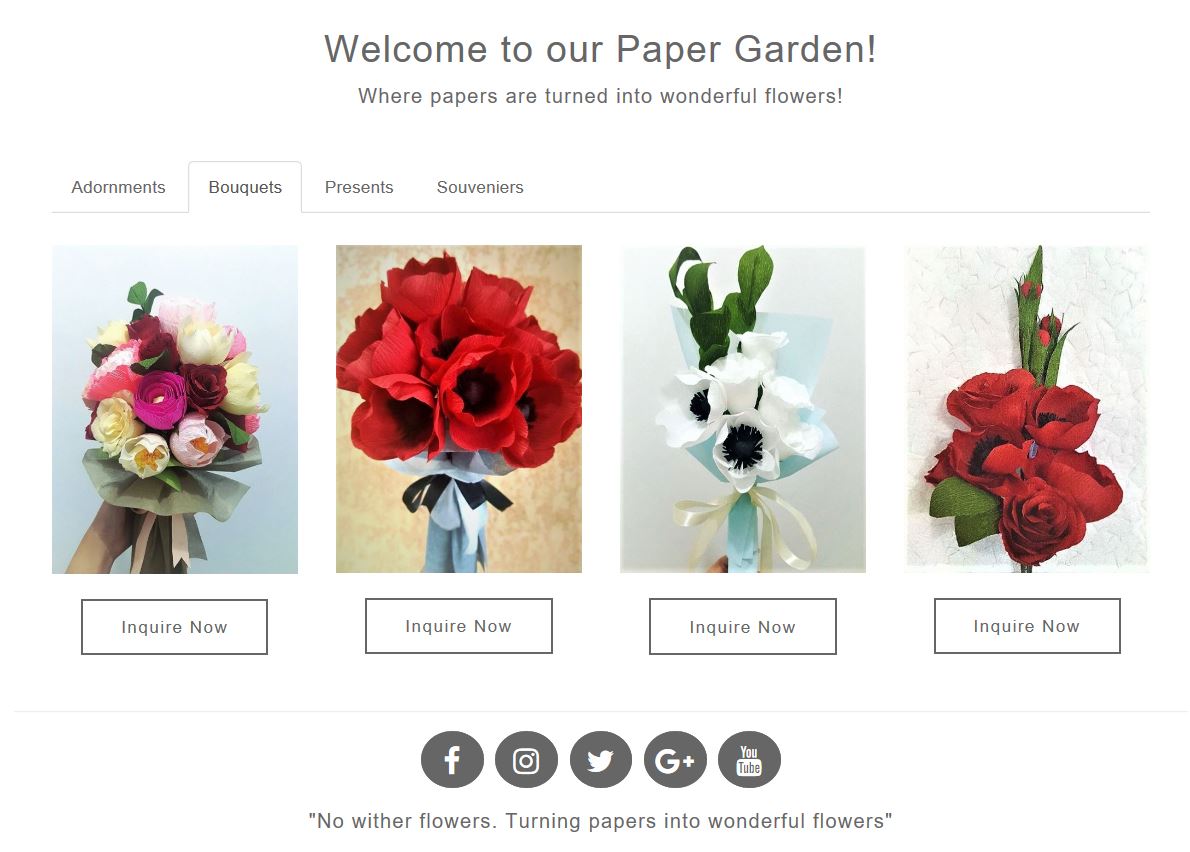 Welcome to our Paper Garden!
Where papers are turned into wonderful flowers!
Adornments Bouquets Presents Souveniers
Inquire Now Inquire Now Inquire Now Inquire Now
f G+ You
Tube
"No wither flowers. Turning papers into wonderful flowers"